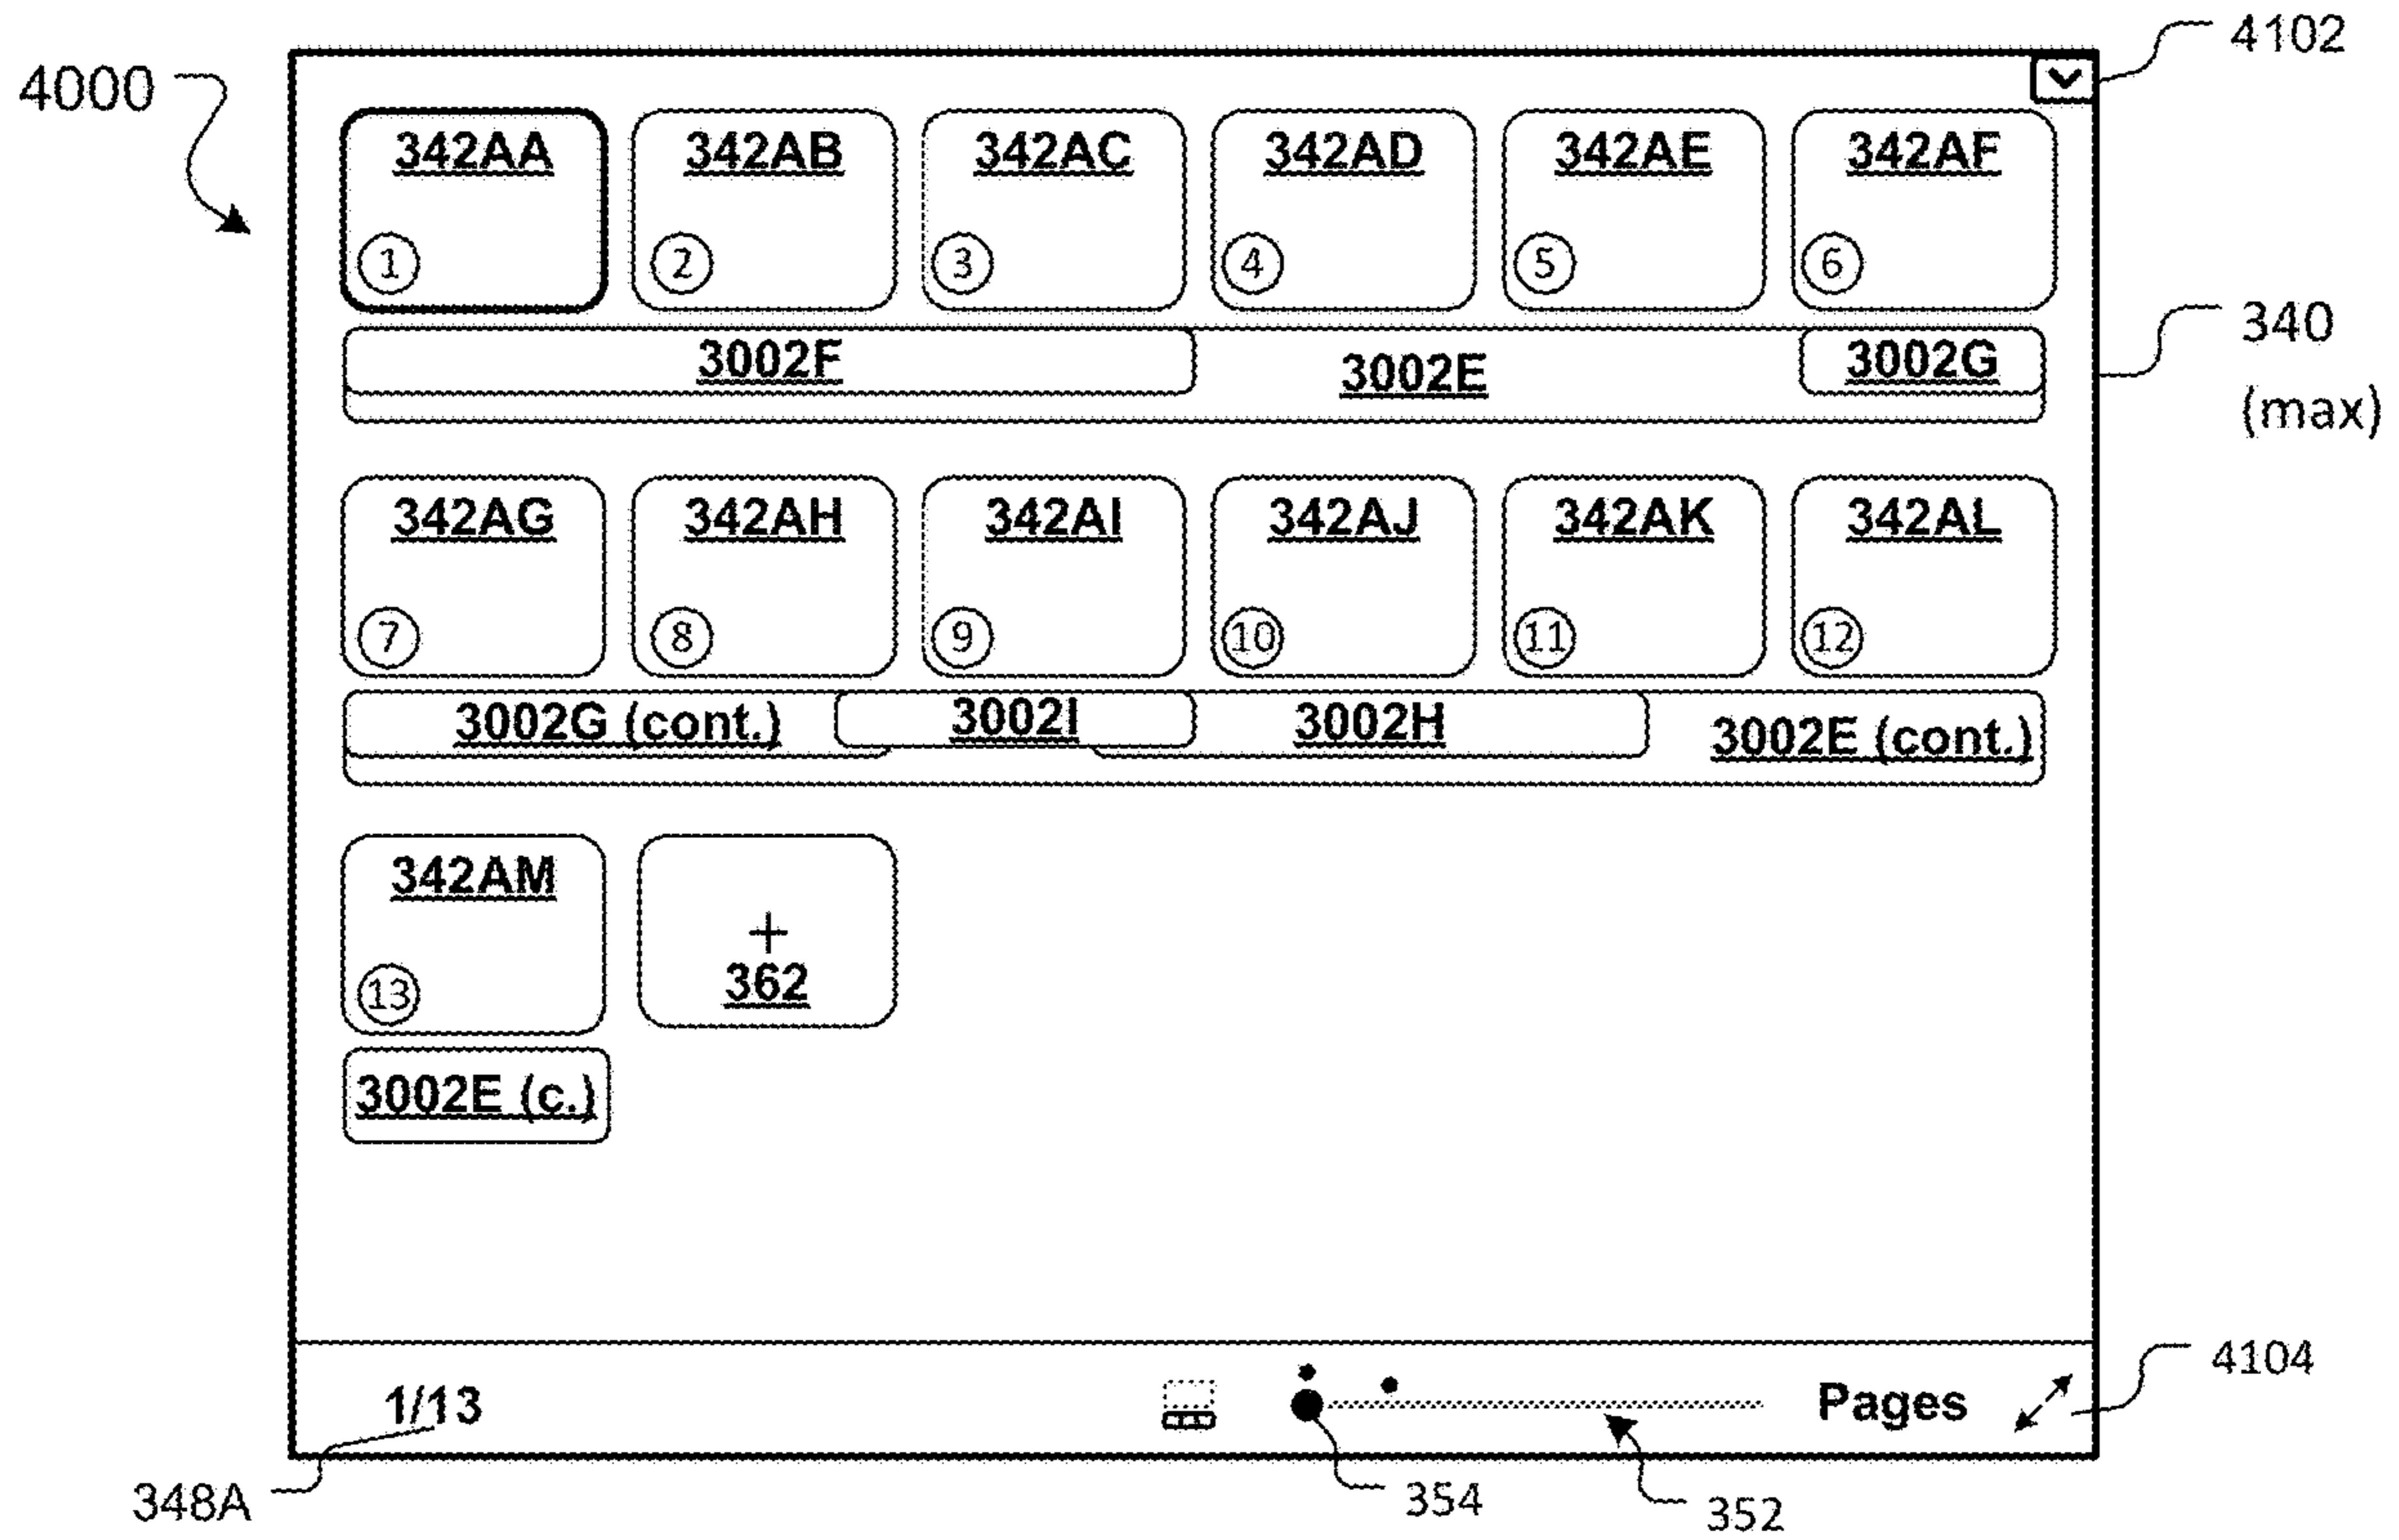 4102
4000
342AA 342AB 342AC 342AD 342AE 342AF
1 2 3 4 5 6
340
(max)
3002F 3002E 3002G
342AG 342AH 342AI 342AJ 342AK 342AL
7 8 9 10 11 12
3002G (cont.) 3002I 3002H 3002E (cont.)
342AM
13
+
362
3002E (c.)
1/13 Pages
4104
348A
354
352